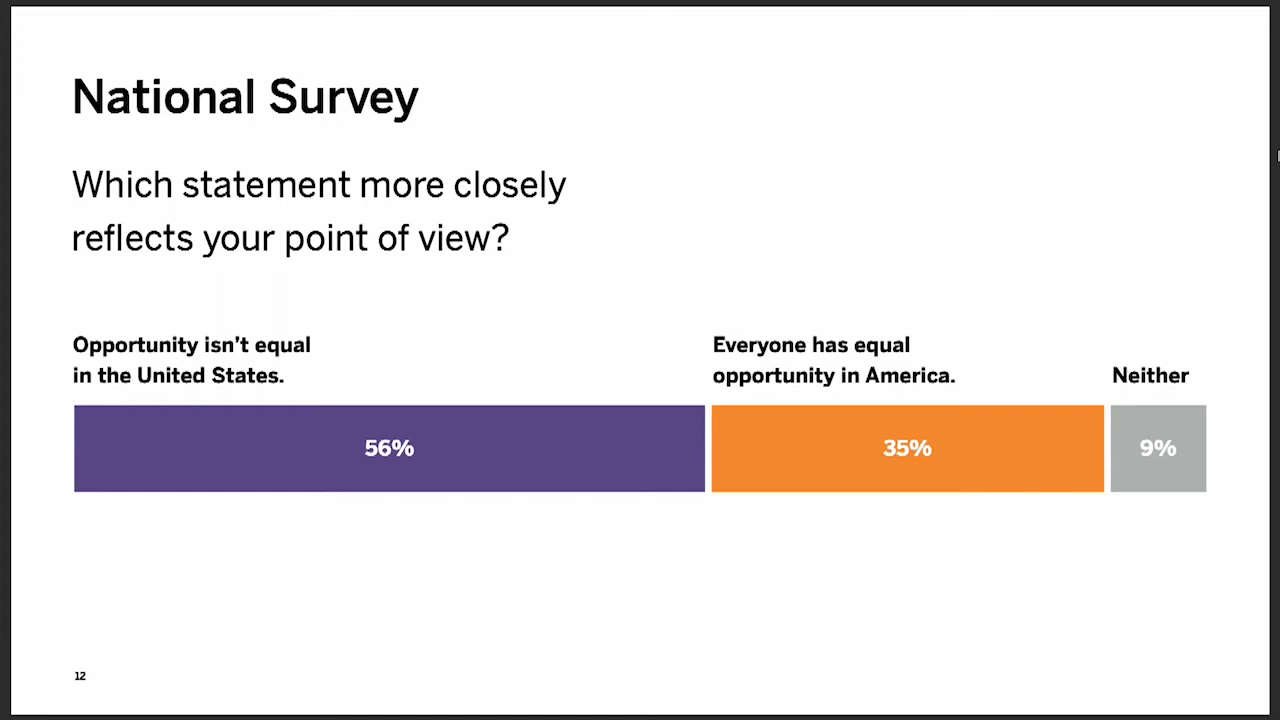 National Survey
Which statement more closely
reflects your point of view?
Opportunity isn’t equal
in the United States.
Everyone has equal
opportunity in America.
Neither
56%
35%
9%
12